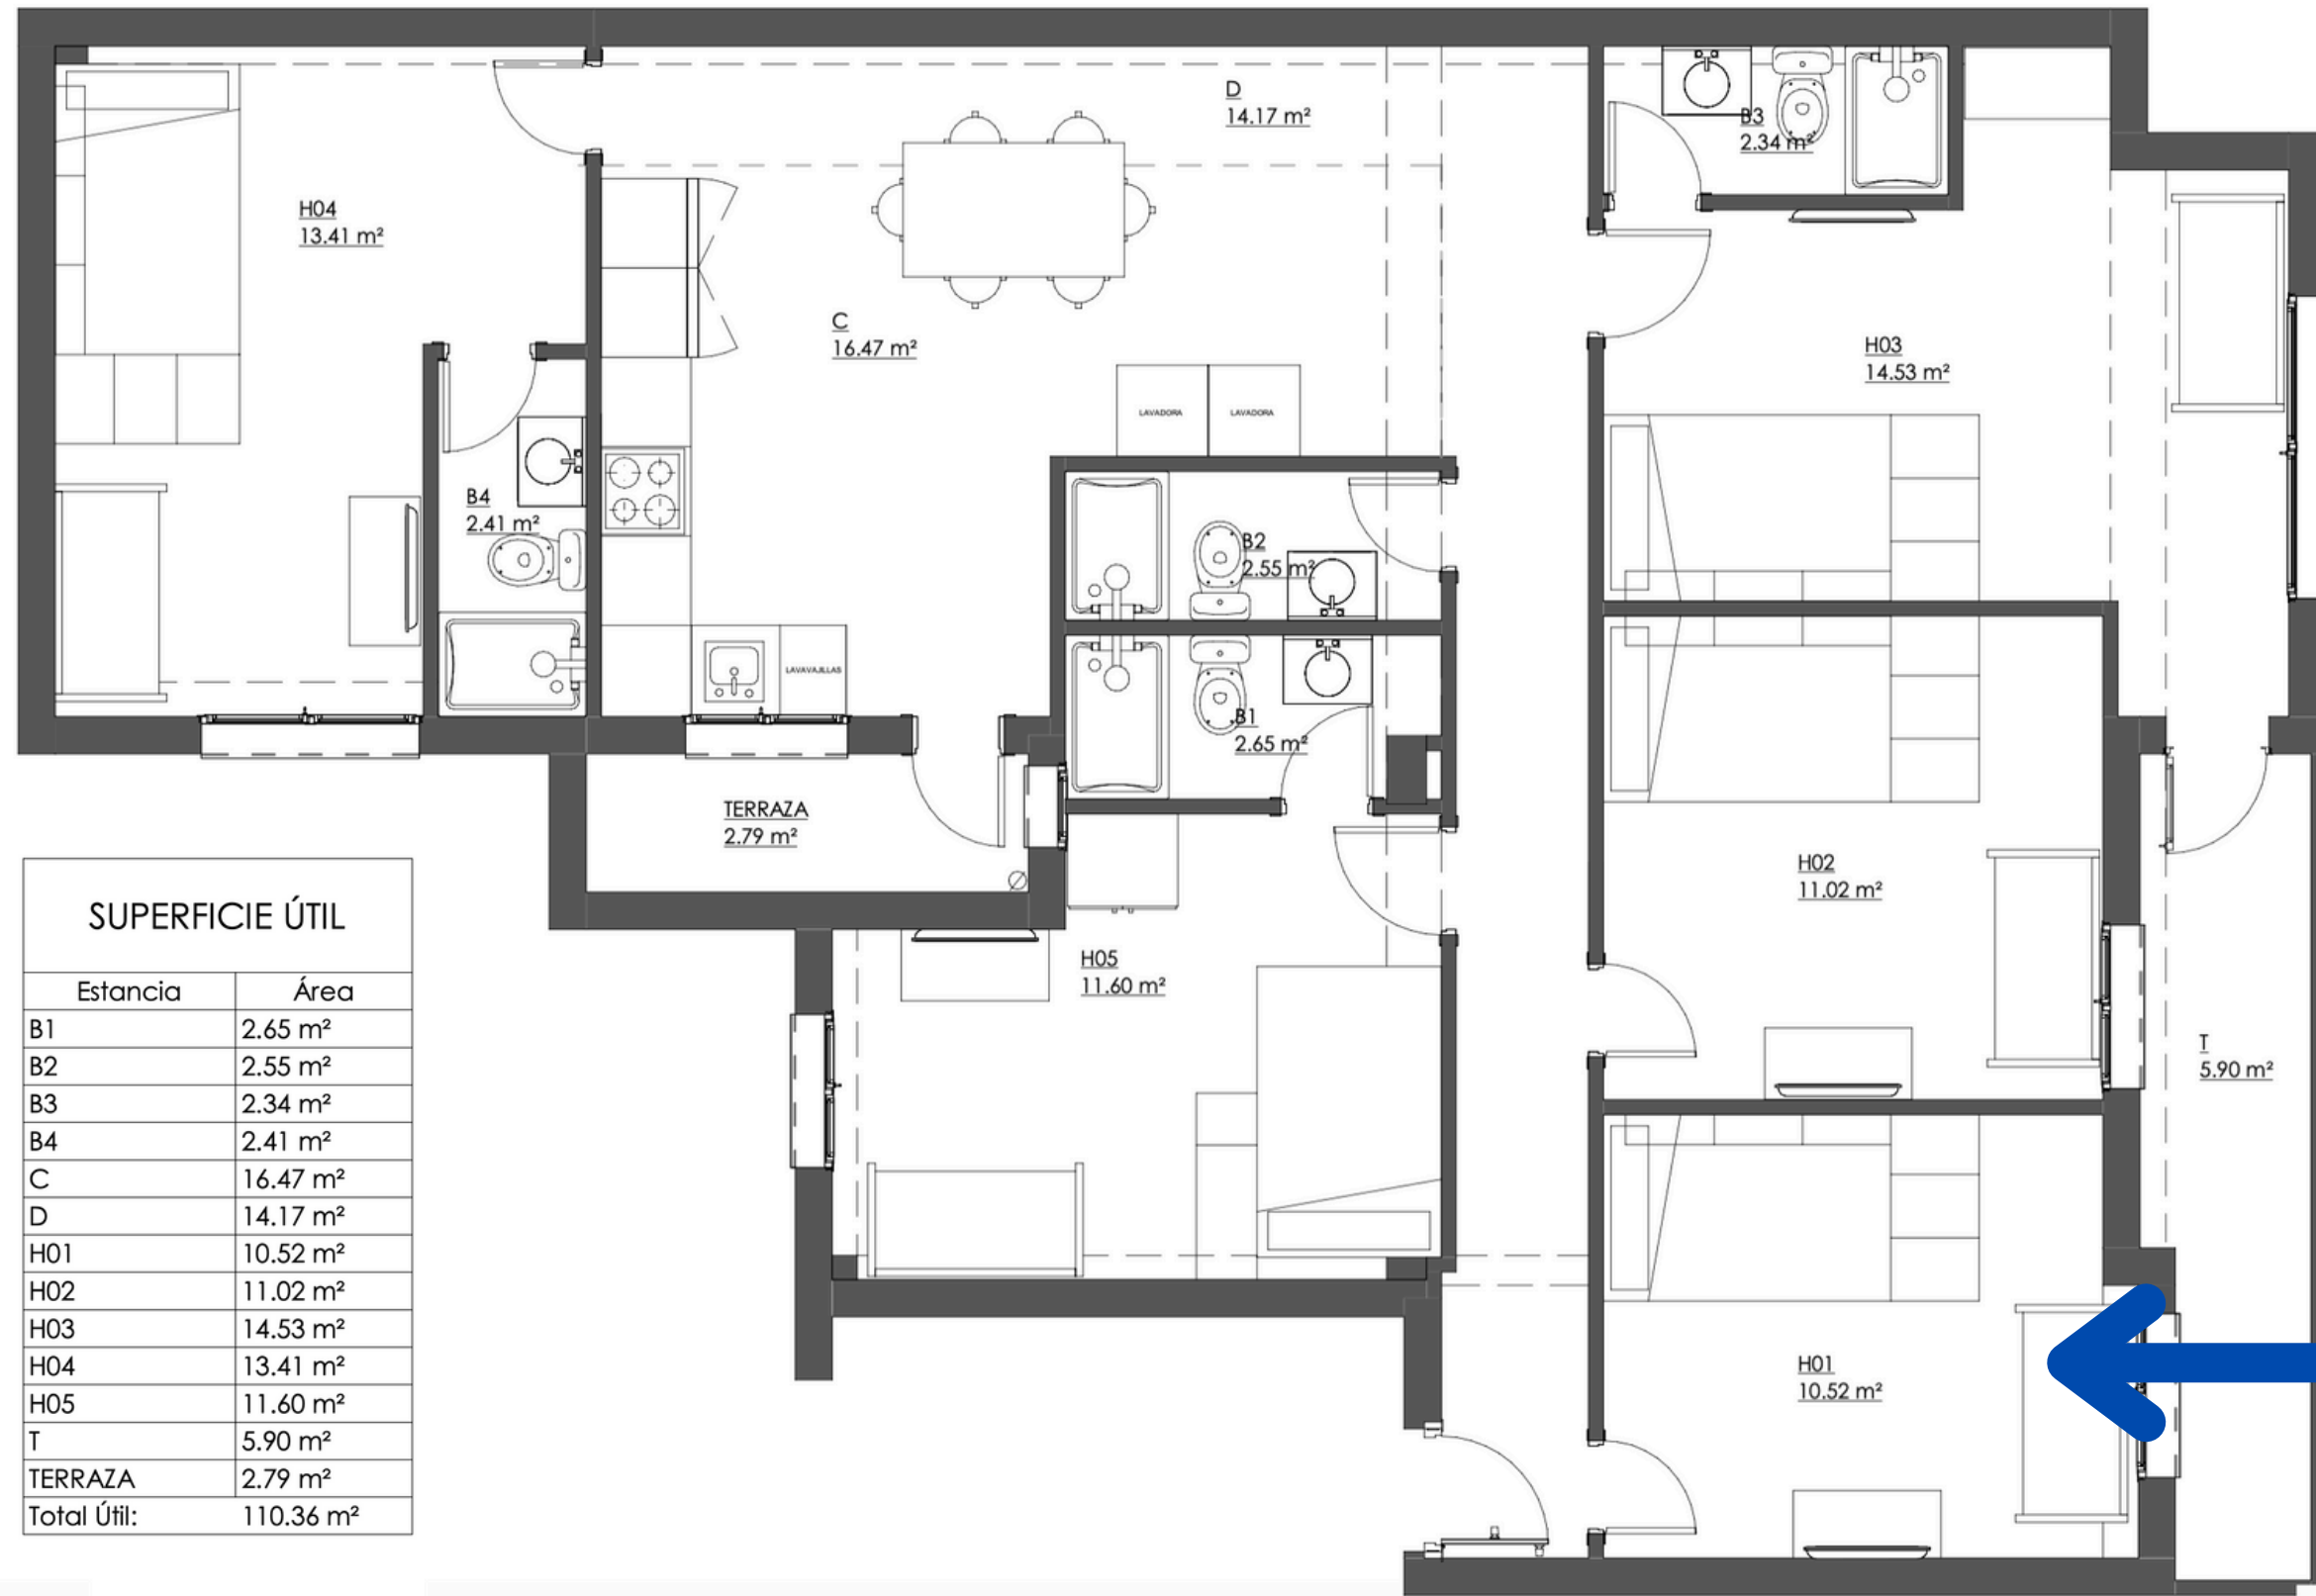 D
14.17 m²
B3
2.34 m²
H04
13.41 m²
C
16.47 m²
H03
14.53 m²
LAVADORA
LAVADORA
B4
2.41 m²
B2
2.55 m²
LAVAVAJILLAS
B1
2.65 m²
TERRAZA
2.79 m²
H02
11.02 m²
H05
11.60 m²
T
5.90 m²
H01
10.52 m²
SUPERFICIE ÚTIL
Estancia Área
B1 2.65 m²
B2 2.55 m²
B3 2.34 m²
B4 2.41 m²
C 16.47 m²
D 14.17 m²
H01 10.52 m²
H02 11.02 m²
H03 14.53 m²
H04 13.41 m²
H05 11.60 m²
T 5.90 m²
TERRAZA 2.79 m²
Total Útil: 110.36 m²